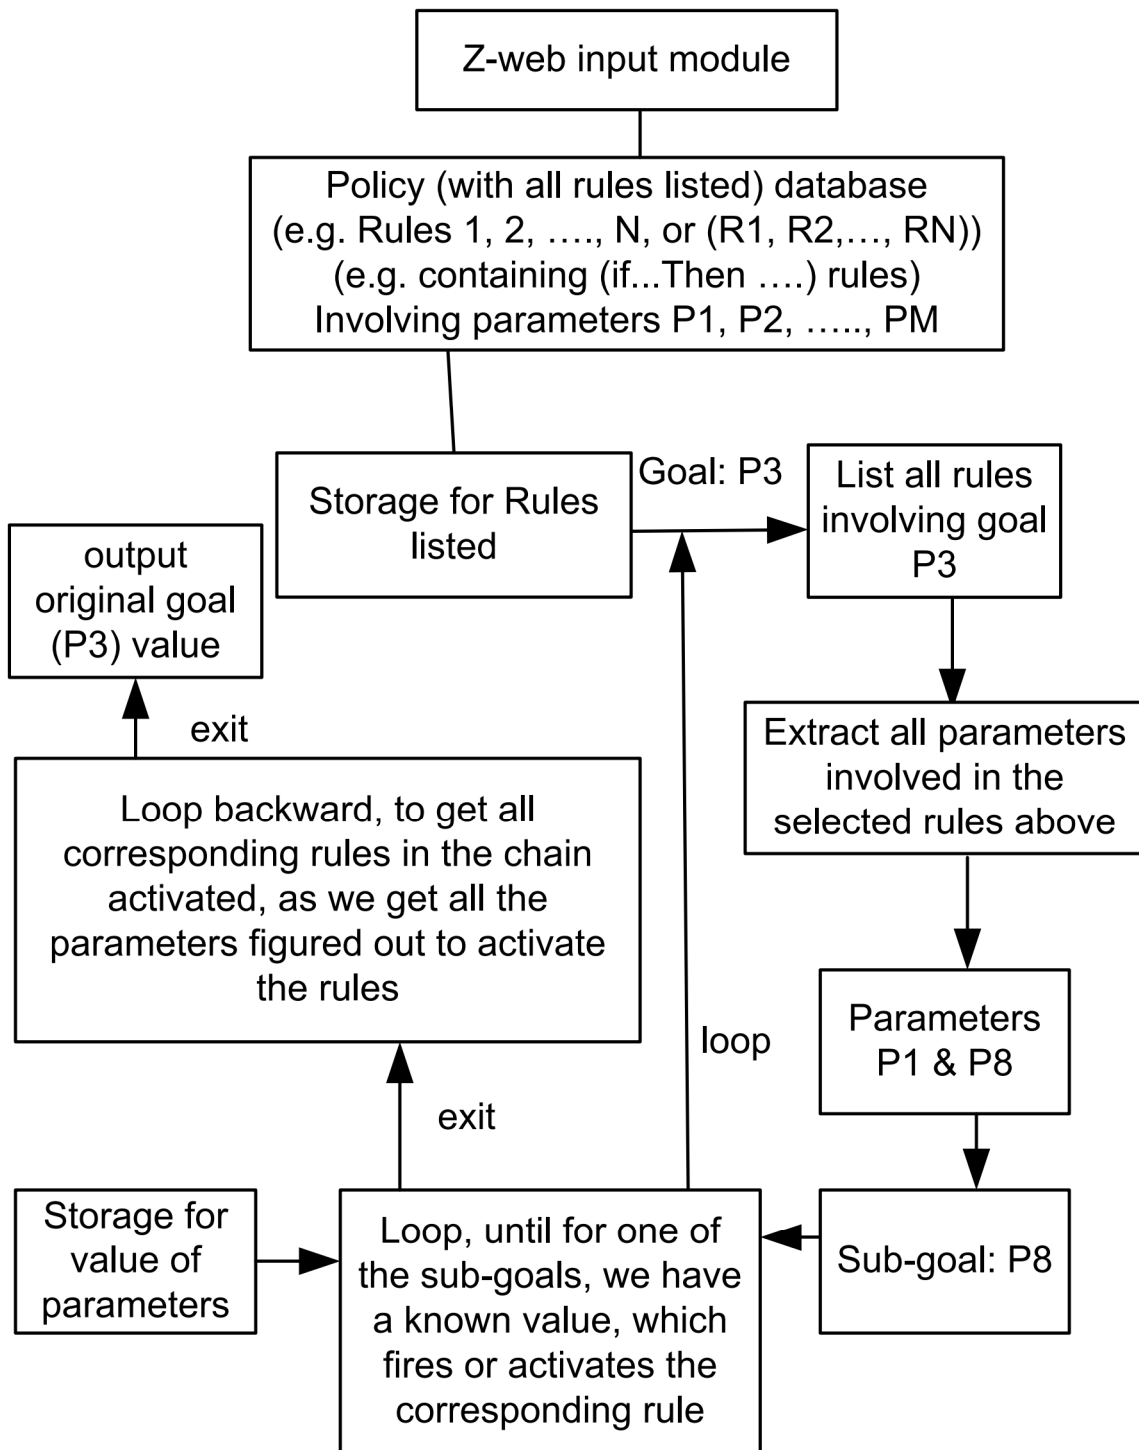 Z-web input module
Policy (with all rules listed) database
(e.g. Rules 1, 2, …., N, or (R1, R2,…, RN))
(e.g. containing (if...Then ….) rules)
Involving parameters P1, P2, ….., PM
Storage for Rules
listed
Goal: P3
List all rules
involving goal
P3
output
original goal
(P3) value
exit
Extract all parameters
involved in the
selected rules above
Loop backward, to get all
corresponding rules in the chain
activated, as we get all the
parameters figured out to activate
the rules
loop
Parameters
P1 & P8
exit
Storage for
value of
parameters
Loop, until for one of
the sub-goals, we have
a known value, which
fires or activates the
corresponding rule
Sub-goal: P8